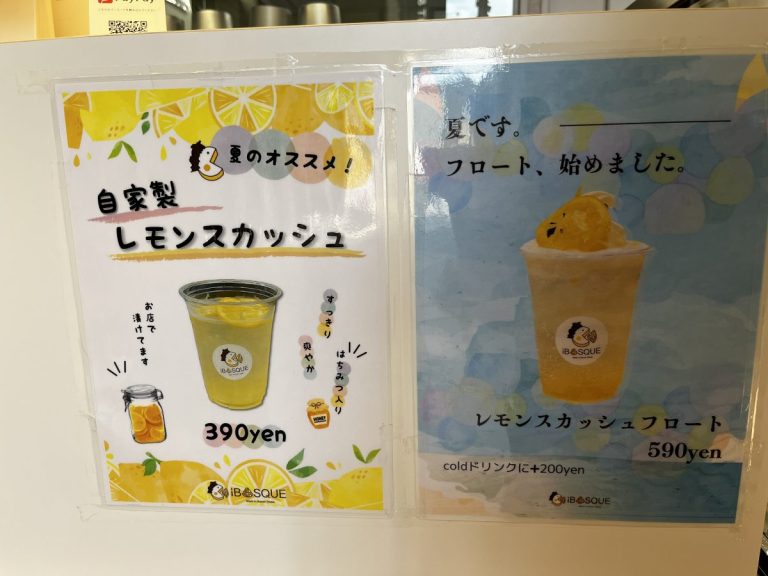 PayPay
夏のオススメ！
自家製
レモンスカッシュ
お店で
漬けてます
すっきり
爽やか
はちみつ入り
HONEY
iBOSQUE
390yen
iBOSQUE
夏です。
フロート、始めました。
iBOSQUE
レモンスカッシュフロート
590yen
coldドリンクに+200yen
iBOSQUE